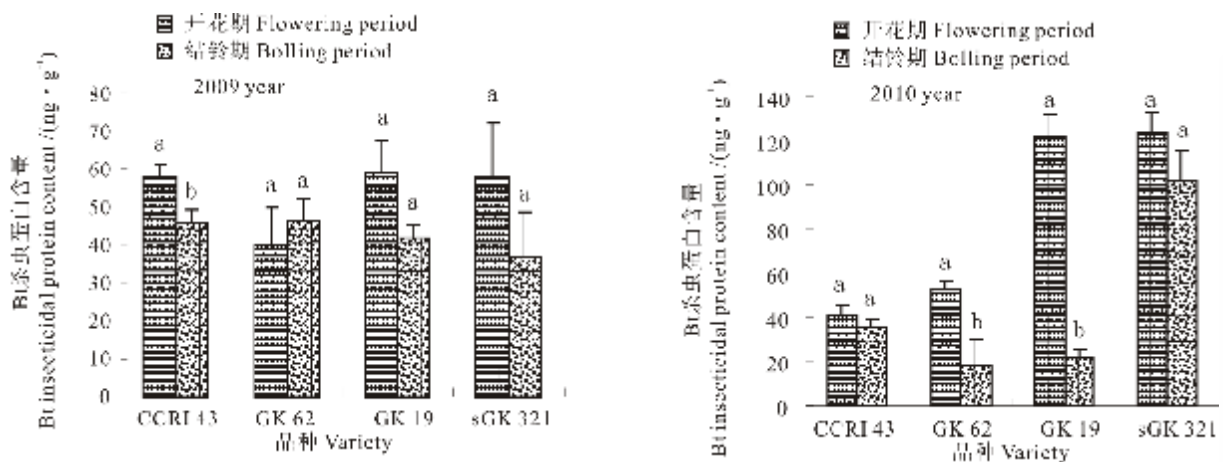 开花期 Flowering period
结铃期 Bolling period
2009 year
Bt杀虫蛋白含量
Bt insecticidal protein content /(ng·g-1)
80
70
60
50
40
30
20
10
0
a
b
a
a
a
a
a
a
CCRI 43 GK 62 GK 19 sGK 321
品种 Variety
开花期 Flowering period
结铃期 Bolling period
2010 year
Bt杀虫蛋白含量
Bt insecticidal protein content /(ng·g-1)
140
120
100
80
60
40
20
0
a
a
a
b
a
b
a
a
CCRI 43 GK 62 GK 19 sGK 321
品种 Variety